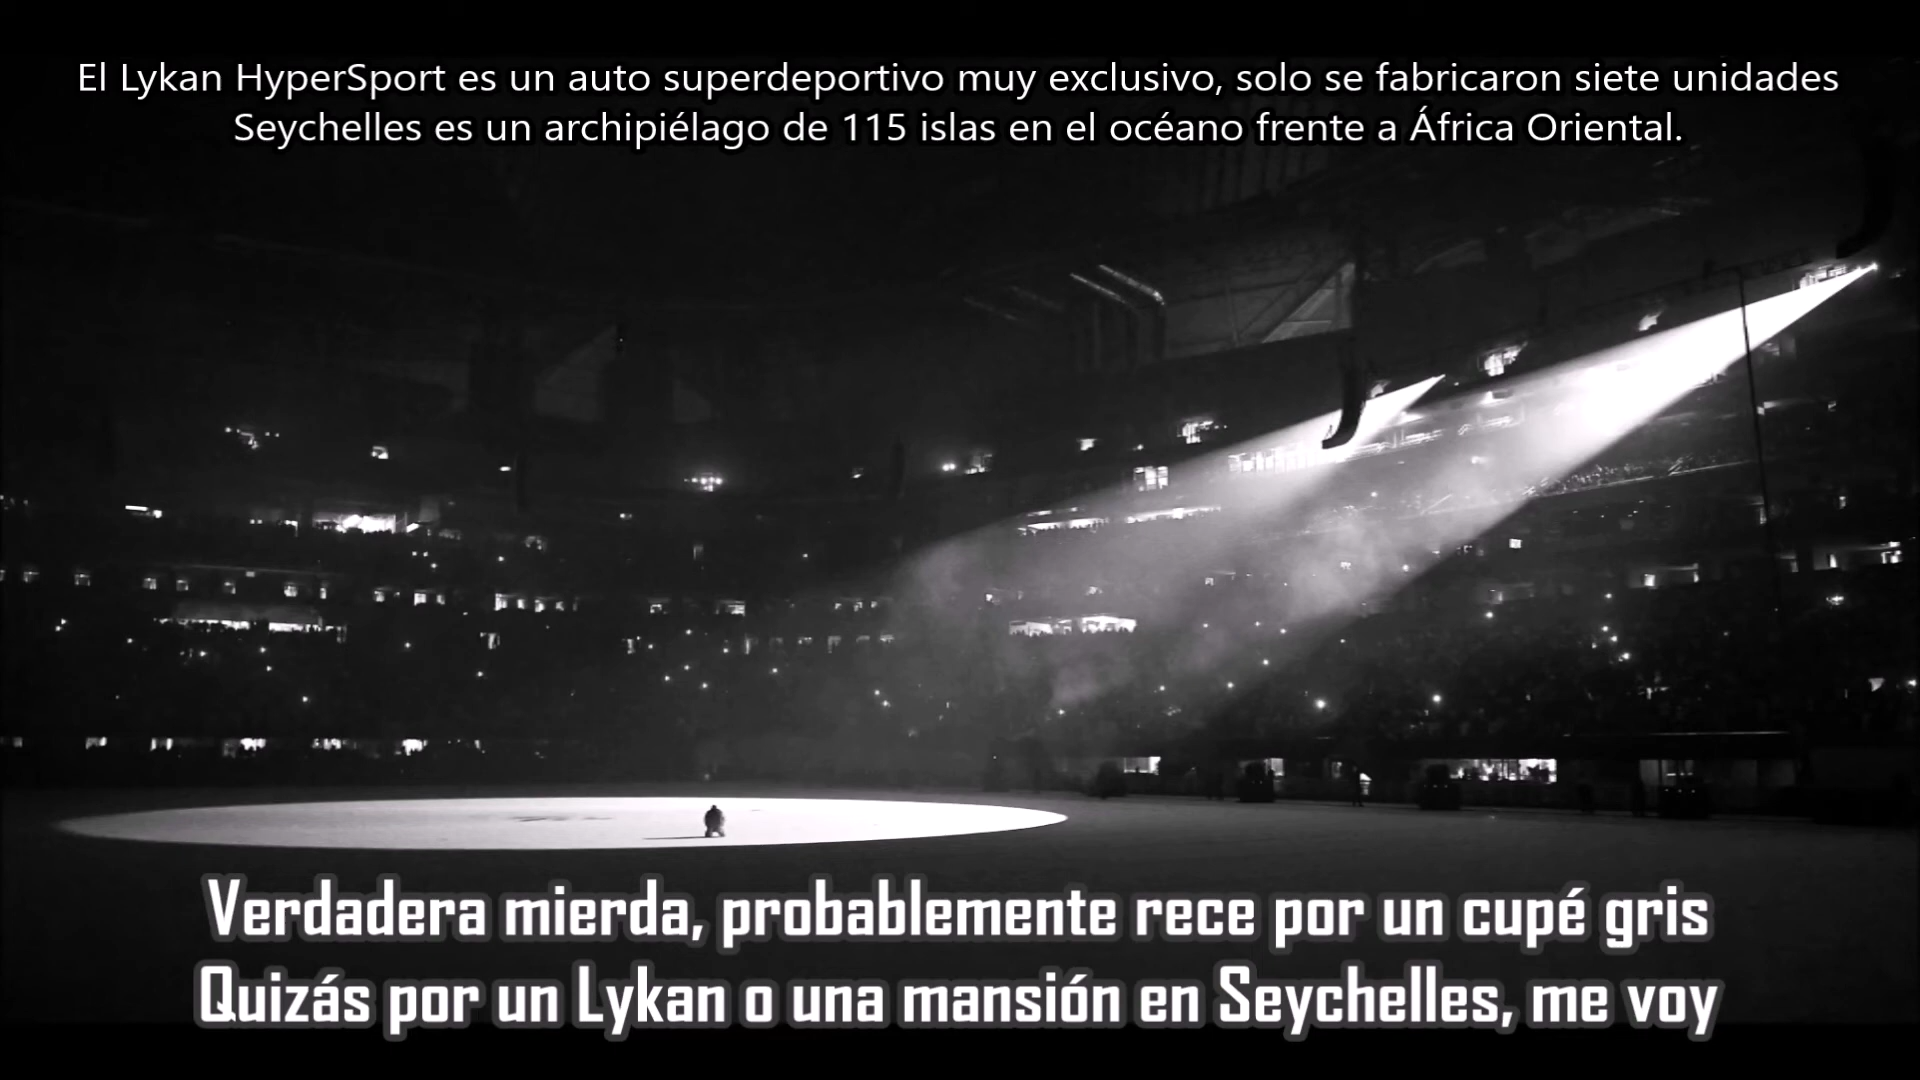 El Lykan HyperSport es un auto superdeportivo muy exclusivo, solo se fabricaron siete unidades
Seychelles es un archipiélago de 115 islas en el océano frente a África Oriental.
Verdadera mierda, probablemente rece por un cupé gris
Quizás por un Lykan o una mansión en Seychelles, me voy